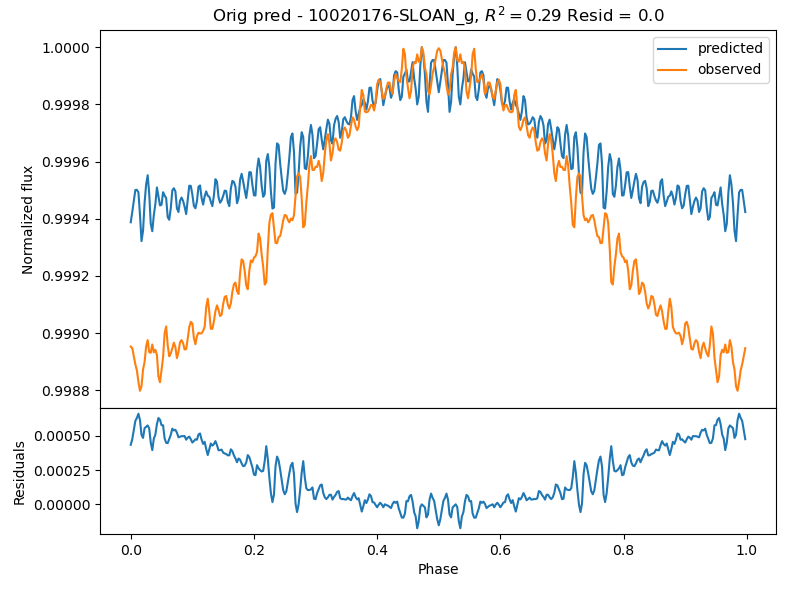 Orig pred - 10020176-SLOAN_g, R² = 0.29 Resid = 0.0
predicted
observed
Normalized flux
1.0000
0.9998
0.9996
0.9994
0.9992
0.9990
0.9988
Residuals
0.00050
0.00025
0.00000
0.0
0.2
0.4
0.6
0.8
1.0
Phase